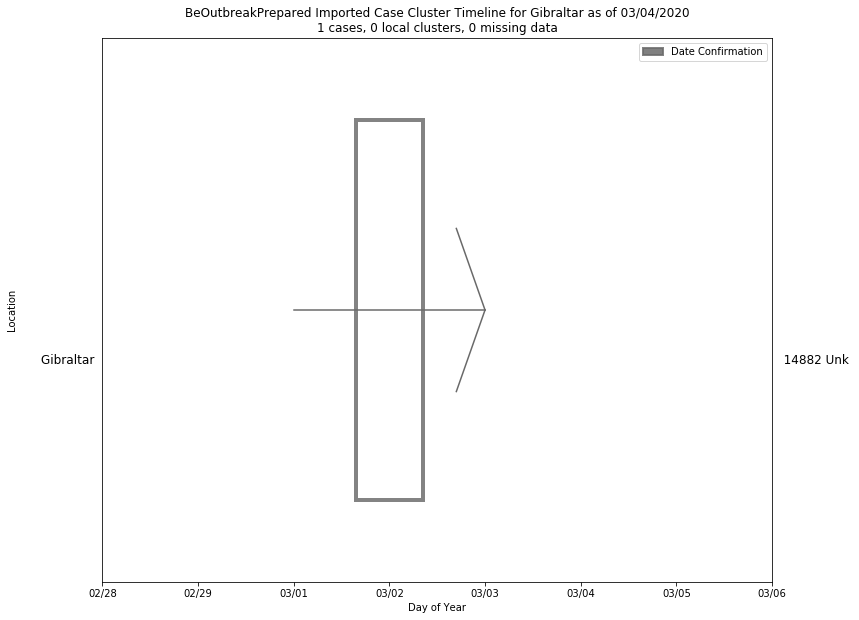 BeOutbreakPrepared Imported Case Cluster Timeline for Gibraltar as of 03/04/2020
1 cases, 0 local clusters, 0 missing data
Date Confirmation
Location
Gibraltar
14882 Unk
02/28 02/29 03/01 03/02 03/03 03/04 03/05 03/06
Day of Year